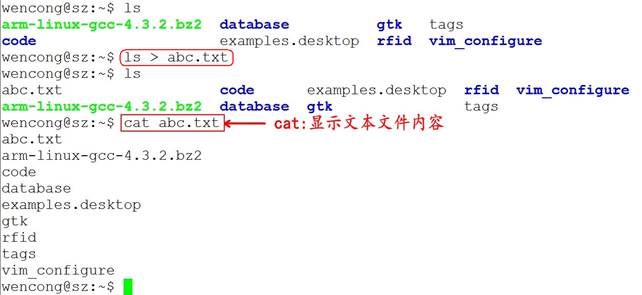 wencong@sz:~$ ls
arm-linux-gcc-4.3.2.bz2 database gtk tags
code examples.desktop rfid vim_configure
wencong@sz:~$ ls > abc.txt
wencong@sz:~$ ls
abc.txt code examples.desktop rfid vim_configure
arm-linux-gcc-4.3.2.bz2 database gtk tags
wencong@sz:~$ cat abc.txt cat:显示文本文件内容
abc.txt
arm-linux-gcc-4.3.2.bz2
code
database
examples.desktop
gtk
rfid
tags
vim_configure
wencong@sz:~$